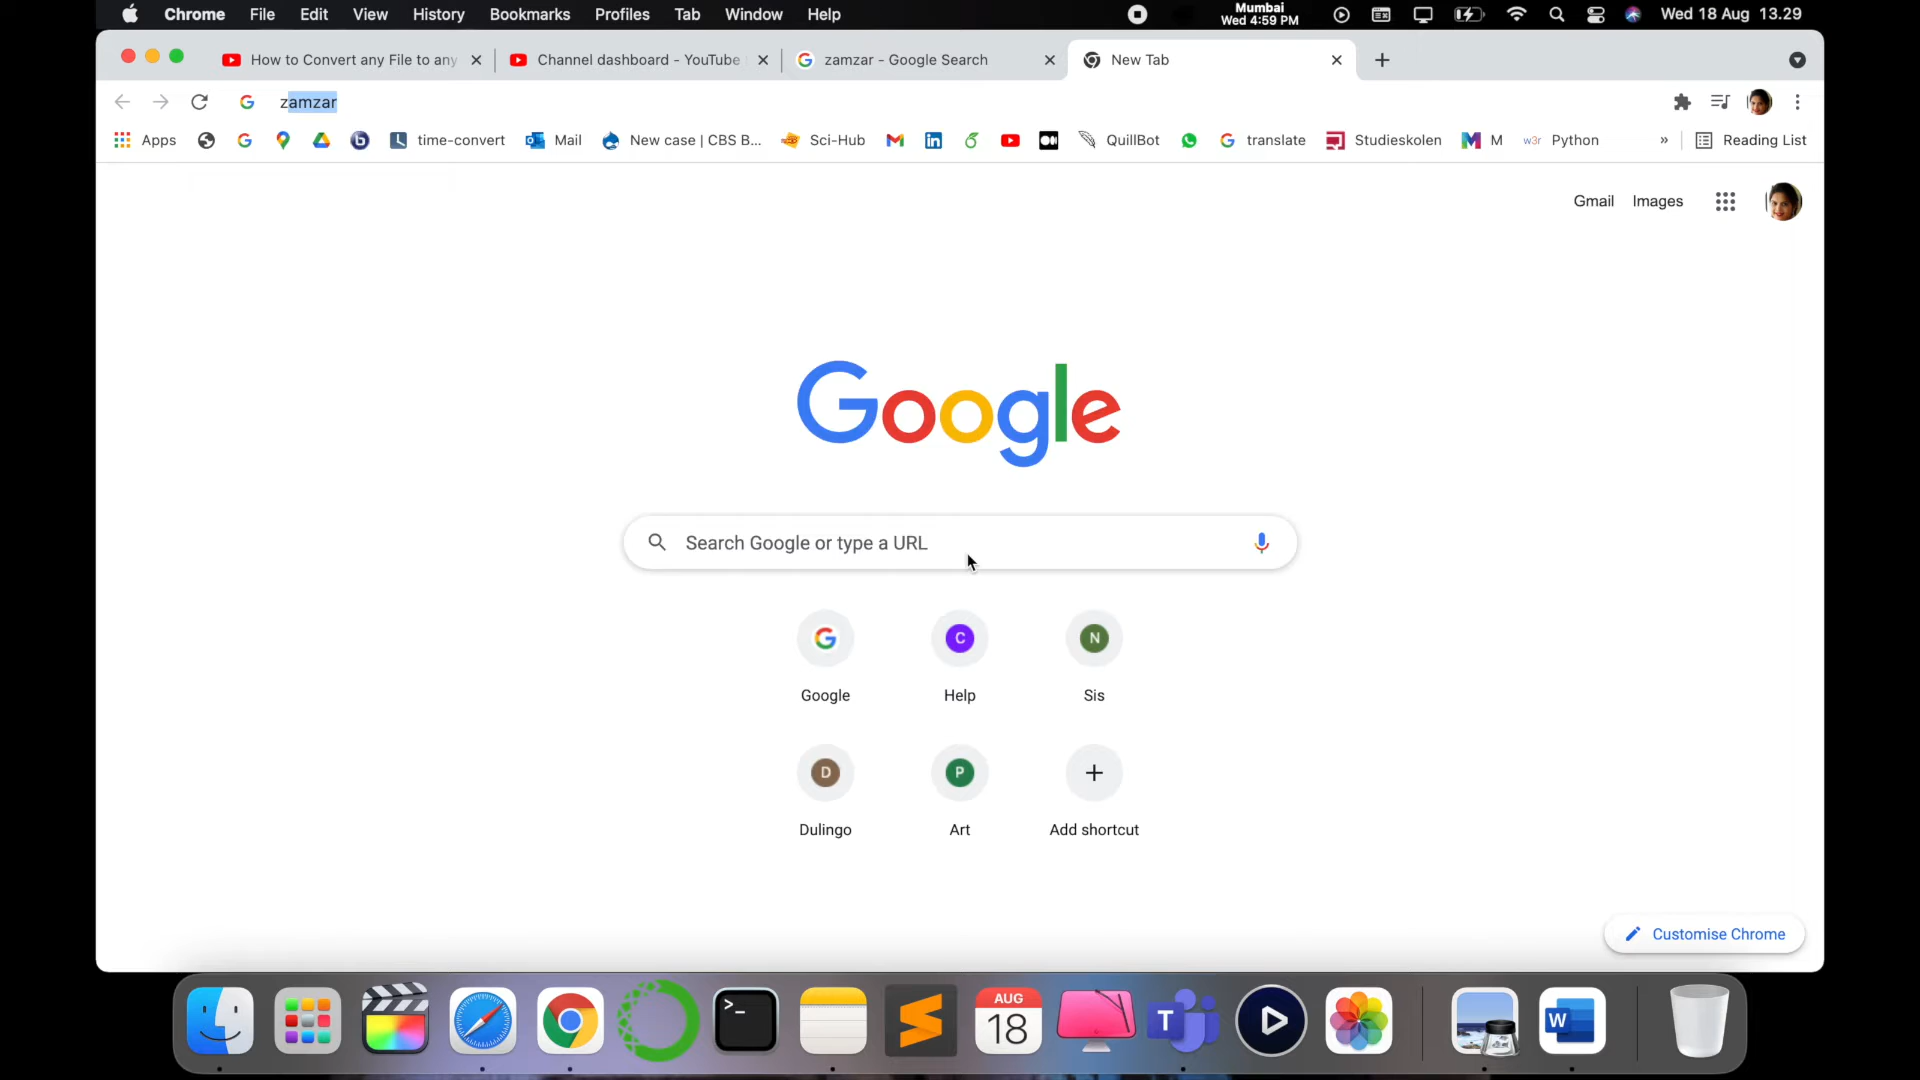 Chrome File Edit View History Bookmarks Profiles Tab Window Help
Mumbai
Wed 4:59 PM
Wed 18 Aug 13.29
How to Convert any File to any
Channel dashboard - YouTube
zamzar - Google Search
New Tab
zamzar
Apps time-convert Mail New case | CBS B... Sci-Hub QuillBot translate Studieskolen M w3r Python » Reading List
Gmail Images
Google
Search Google or type a URL
G C N
Google Help Sis
D P
Dulingo Art Add shortcut
Customise Chrome
AUG
18
>_
T
W